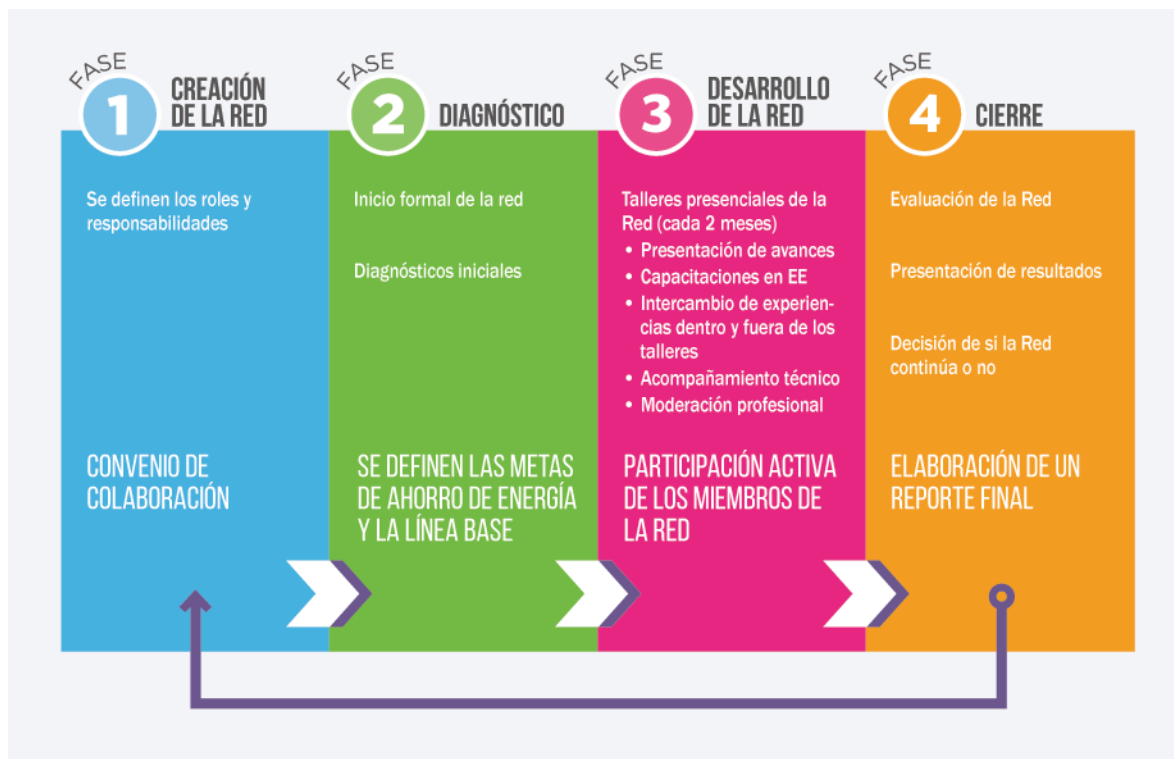 FASE
1
CREACIÓN
DE LA RED
Se definen los roles y
responsabilidades
CONVENIO DE
COLABORACIÓN
FASE
2
DIAGNÓSTICO
Inicio formal de la red
Diagnósticos iniciales
SE DEFINEN LAS METAS
DE AHORRO DE ENERGÍA
Y LA LÍNEA BASE
FASE
3
DESARROLLO
DE LA RED
Talleres presenciales de la
Red (cada 2 meses)
• Presentación de avances
• Capacitaciones en EE
• Intercambio de experien-
cias dentro y fuera de los
talleres
• Acompañamiento técnico
• Moderación profesional
PARTICIPACIÓN ACTIVA
DE LOS MIEMBROS DE
LA RED
FASE
4
CIERRE
Evaluación de la Red
Presentación de resultados
Decisión de si la Red
continúa o no
ELABORACIÓN DE UN
REPORTE FINAL